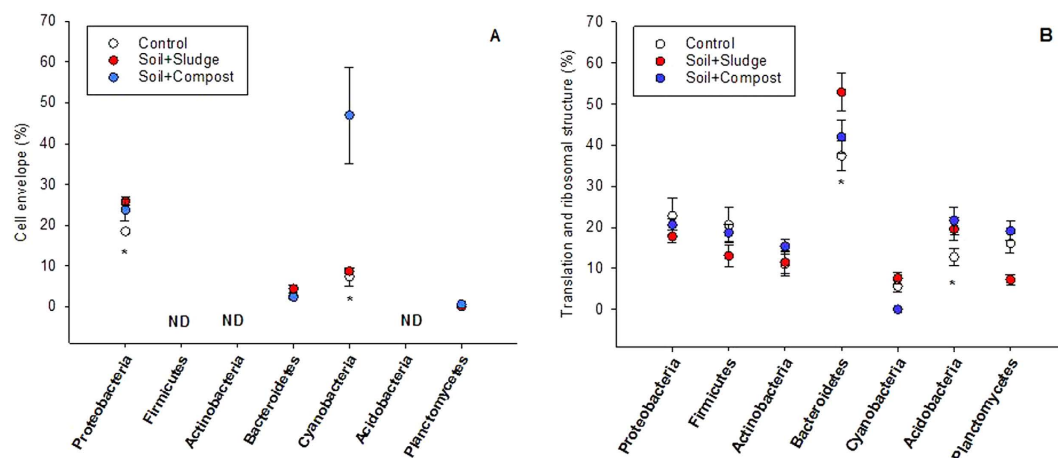 A
Control
Soil+Sludge
Soil+Compost
Cell envelope (%)
70
60
50
40
30
20
10
0
*
ND
ND
*
ND
Proteobacteria
Firmicutes
Actinobacteria
Bacteroidetes
Cyanobacteria
Acidobacteria
Planctomycetes
B
Control
Soil+Sludge
Soil+Compost
Translation and ribosomal structure (%)
70
60
50
40
30
20
10
0
*
*
Proteobacteria
Firmicutes
Actinobacteria
Bacteroidetes
Cyanobacteria
Acidobacteria
Planctomycetes